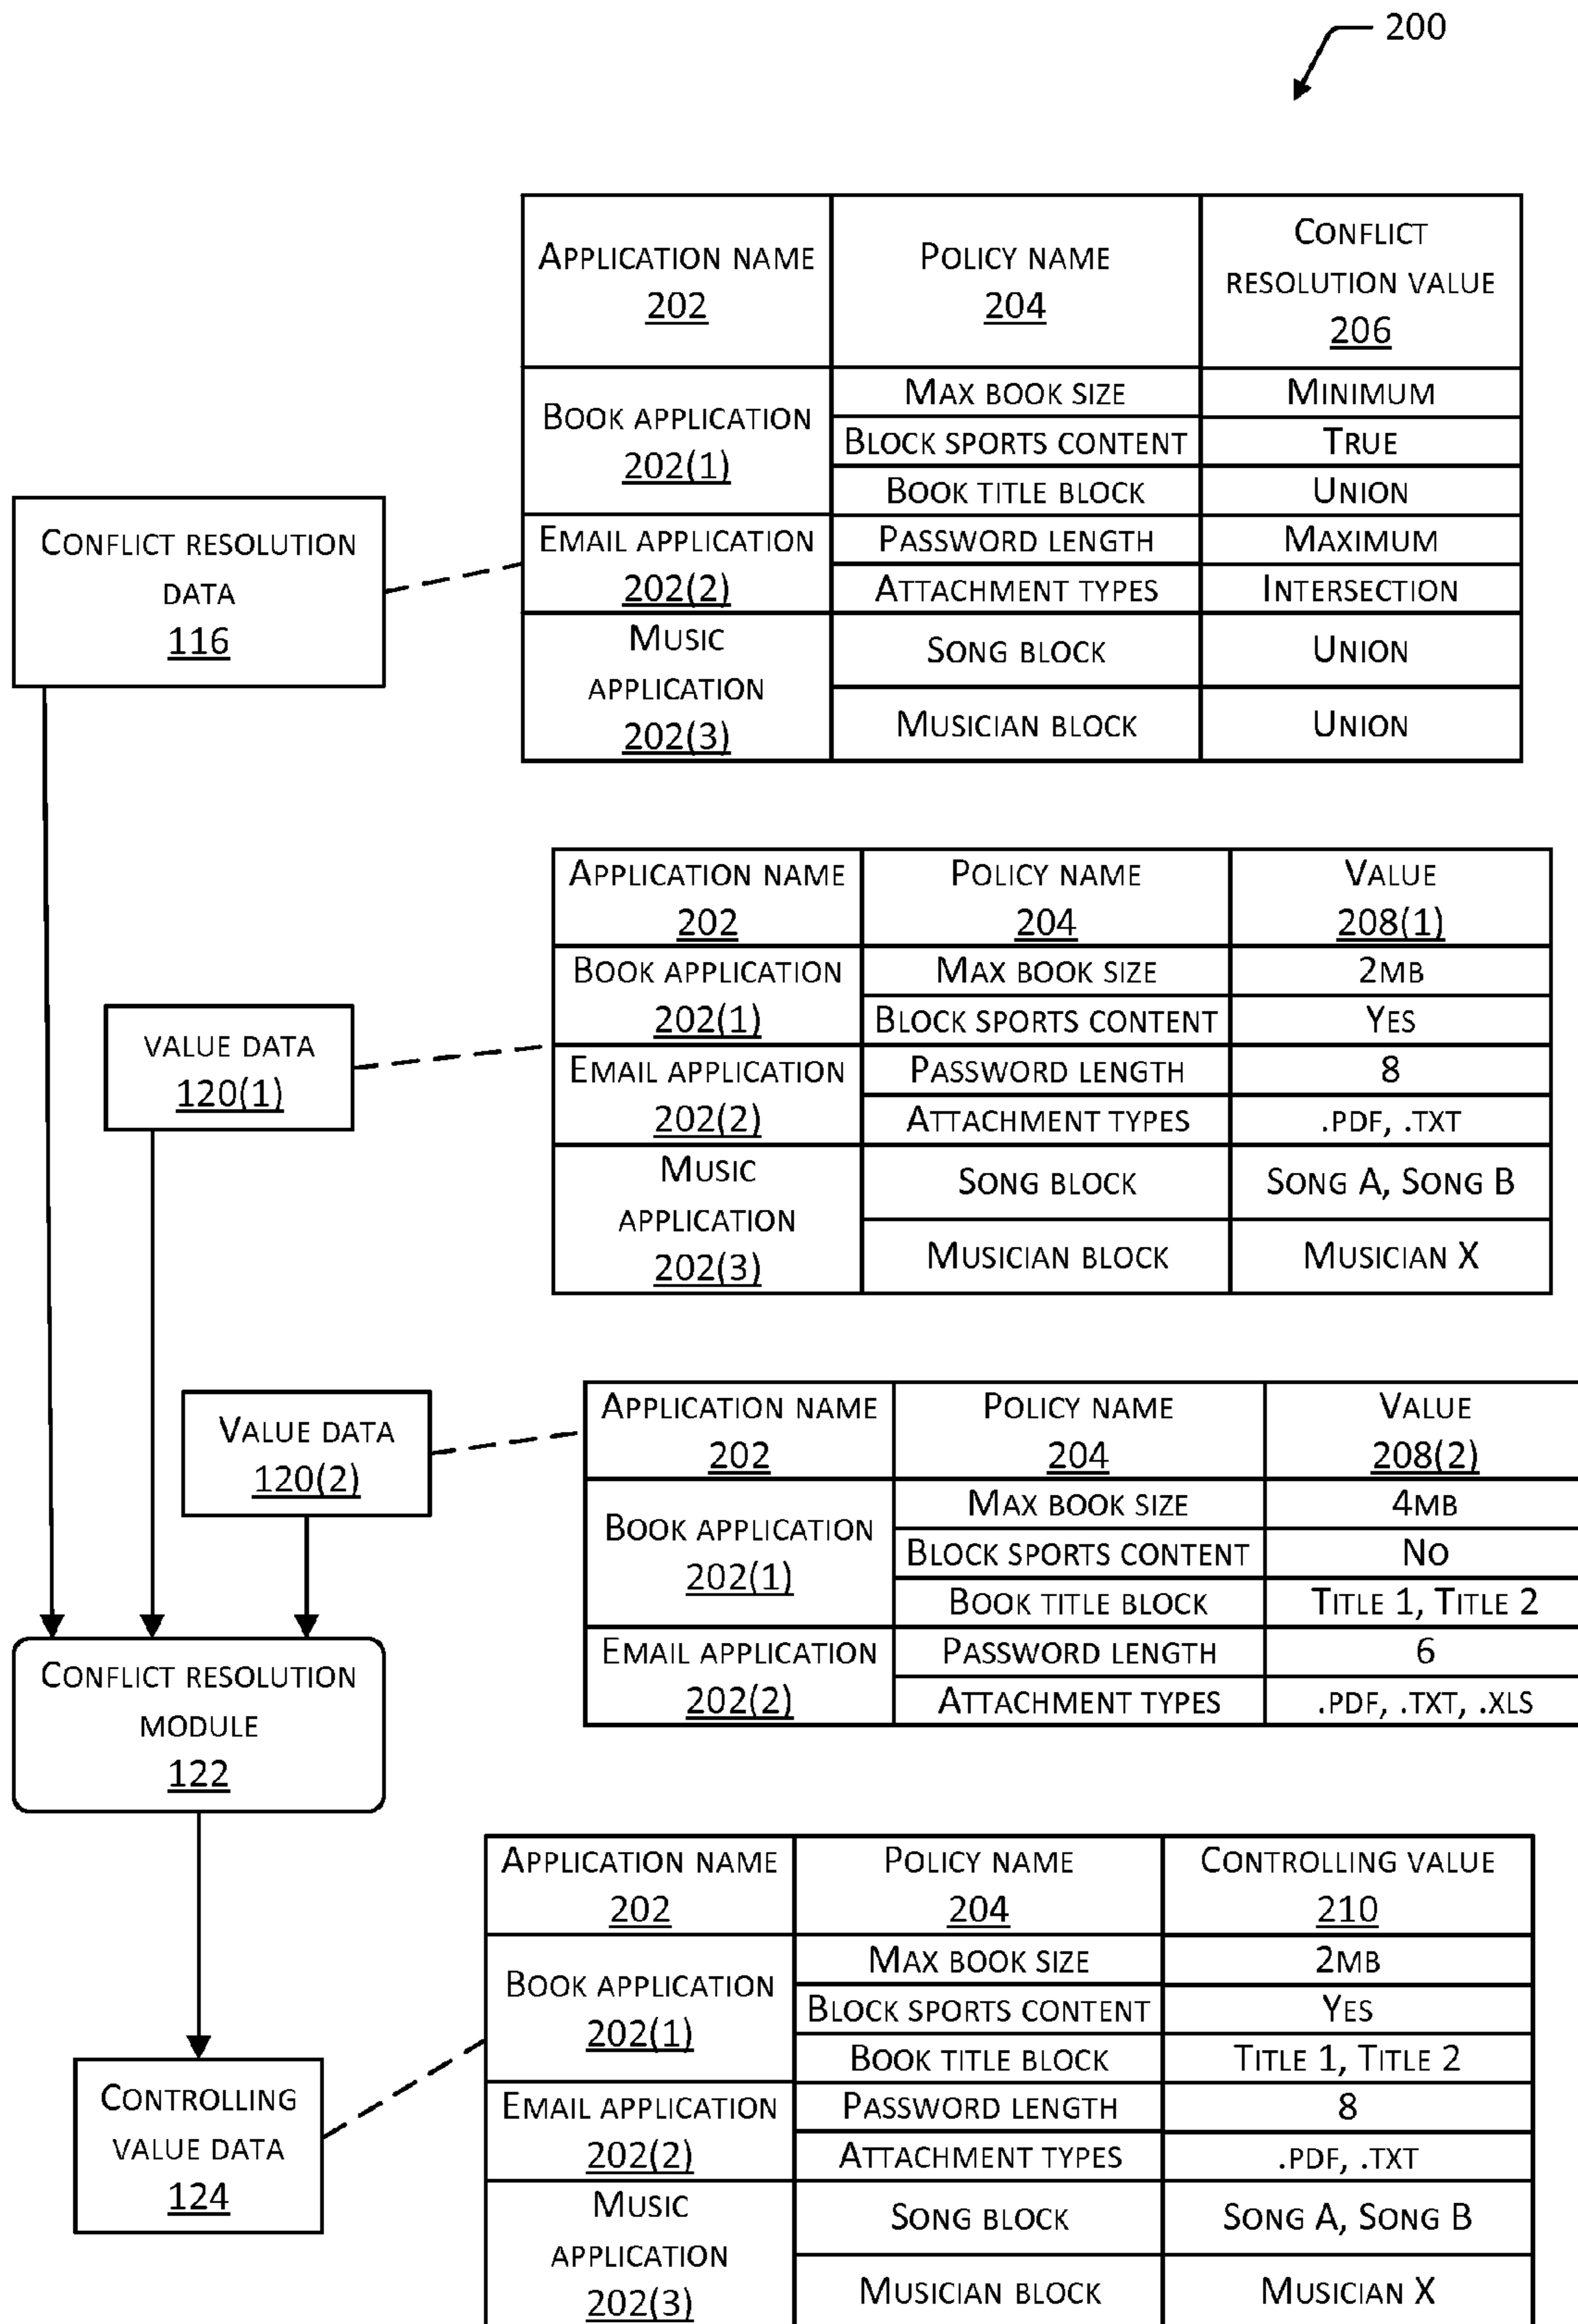 200
APPLICATION NAME
202
POLICY NAME
204
CONFLICT
RESOLUTION VALUE
206
BOOK APPLICATION
202(1)
MAX BOOK SIZE
MINIMUM
BLOCK SPORTS CONTENT
TRUE
BOOK TITLE BLOCK
UNION
EMAIL APPLICATION
202(2)
PASSWORD LENGTH
MAXIMUM
ATTACHMENT TYPES
INTERSECTION
MUSIC
APPLICATION
202(3)
SONG BLOCK
UNION
MUSICIAN BLOCK
UNION
CONFLICT RESOLUTION
DATA
116
APPLICATION NAME
202
POLICY NAME
204
VALUE
208(1)
BOOK APPLICATION
202(1)
MAX BOOK SIZE
2MB
BLOCK SPORTS CONTENT
YES
EMAIL APPLICATION
202(2)
PASSWORD LENGTH
8
ATTACHMENT TYPES
.PDF, .TXT
MUSIC
APPLICATION
202(3)
SONG BLOCK
SONG A, SONG B
MUSICIAN BLOCK
MUSICIAN X
VALUE DATA
120(1)
APPLICATION NAME
202
POLICY NAME
204
VALUE
208(2)
BOOK APPLICATION
202(1)
MAX BOOK SIZE
4MB
BLOCK SPORTS CONTENT
NO
BOOK TITLE BLOCK
TITLE 1, TITLE 2
EMAIL APPLICATION
202(2)
PASSWORD LENGTH
6
ATTACHMENT TYPES
.PDF, .TXT, .XLS
VALUE DATA
120(2)
CONFLICT RESOLUTION
MODULE
122
APPLICATION NAME
202
POLICY NAME
204
CONTROLLING VALUE
210
BOOK APPLICATION
202(1)
MAX BOOK SIZE
2MB
BLOCK SPORTS CONTENT
YES
BOOK TITLE BLOCK
TITLE 1, TITLE 2
EMAIL APPLICATION
202(2)
PASSWORD LENGTH
8
ATTACHMENT TYPES
.PDF, .TXT
MUSIC
APPLICATION
202(3)
SONG BLOCK
SONG A, SONG B
MUSICIAN BLOCK
MUSICIAN X
CONTROLLING
VALUE DATA
124